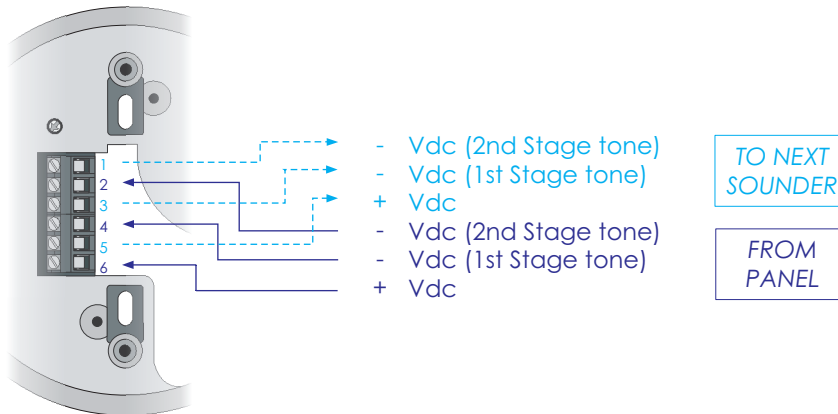 1
2
3
4
5
6
- Vdc (2nd Stage tone)
- Vdc (1st Stage tone)
+ Vdc
- Vdc (2nd Stage tone)
- Vdc (1st Stage tone)
+ Vdc
TO NEXT
SOUNDER
FROM
PANEL